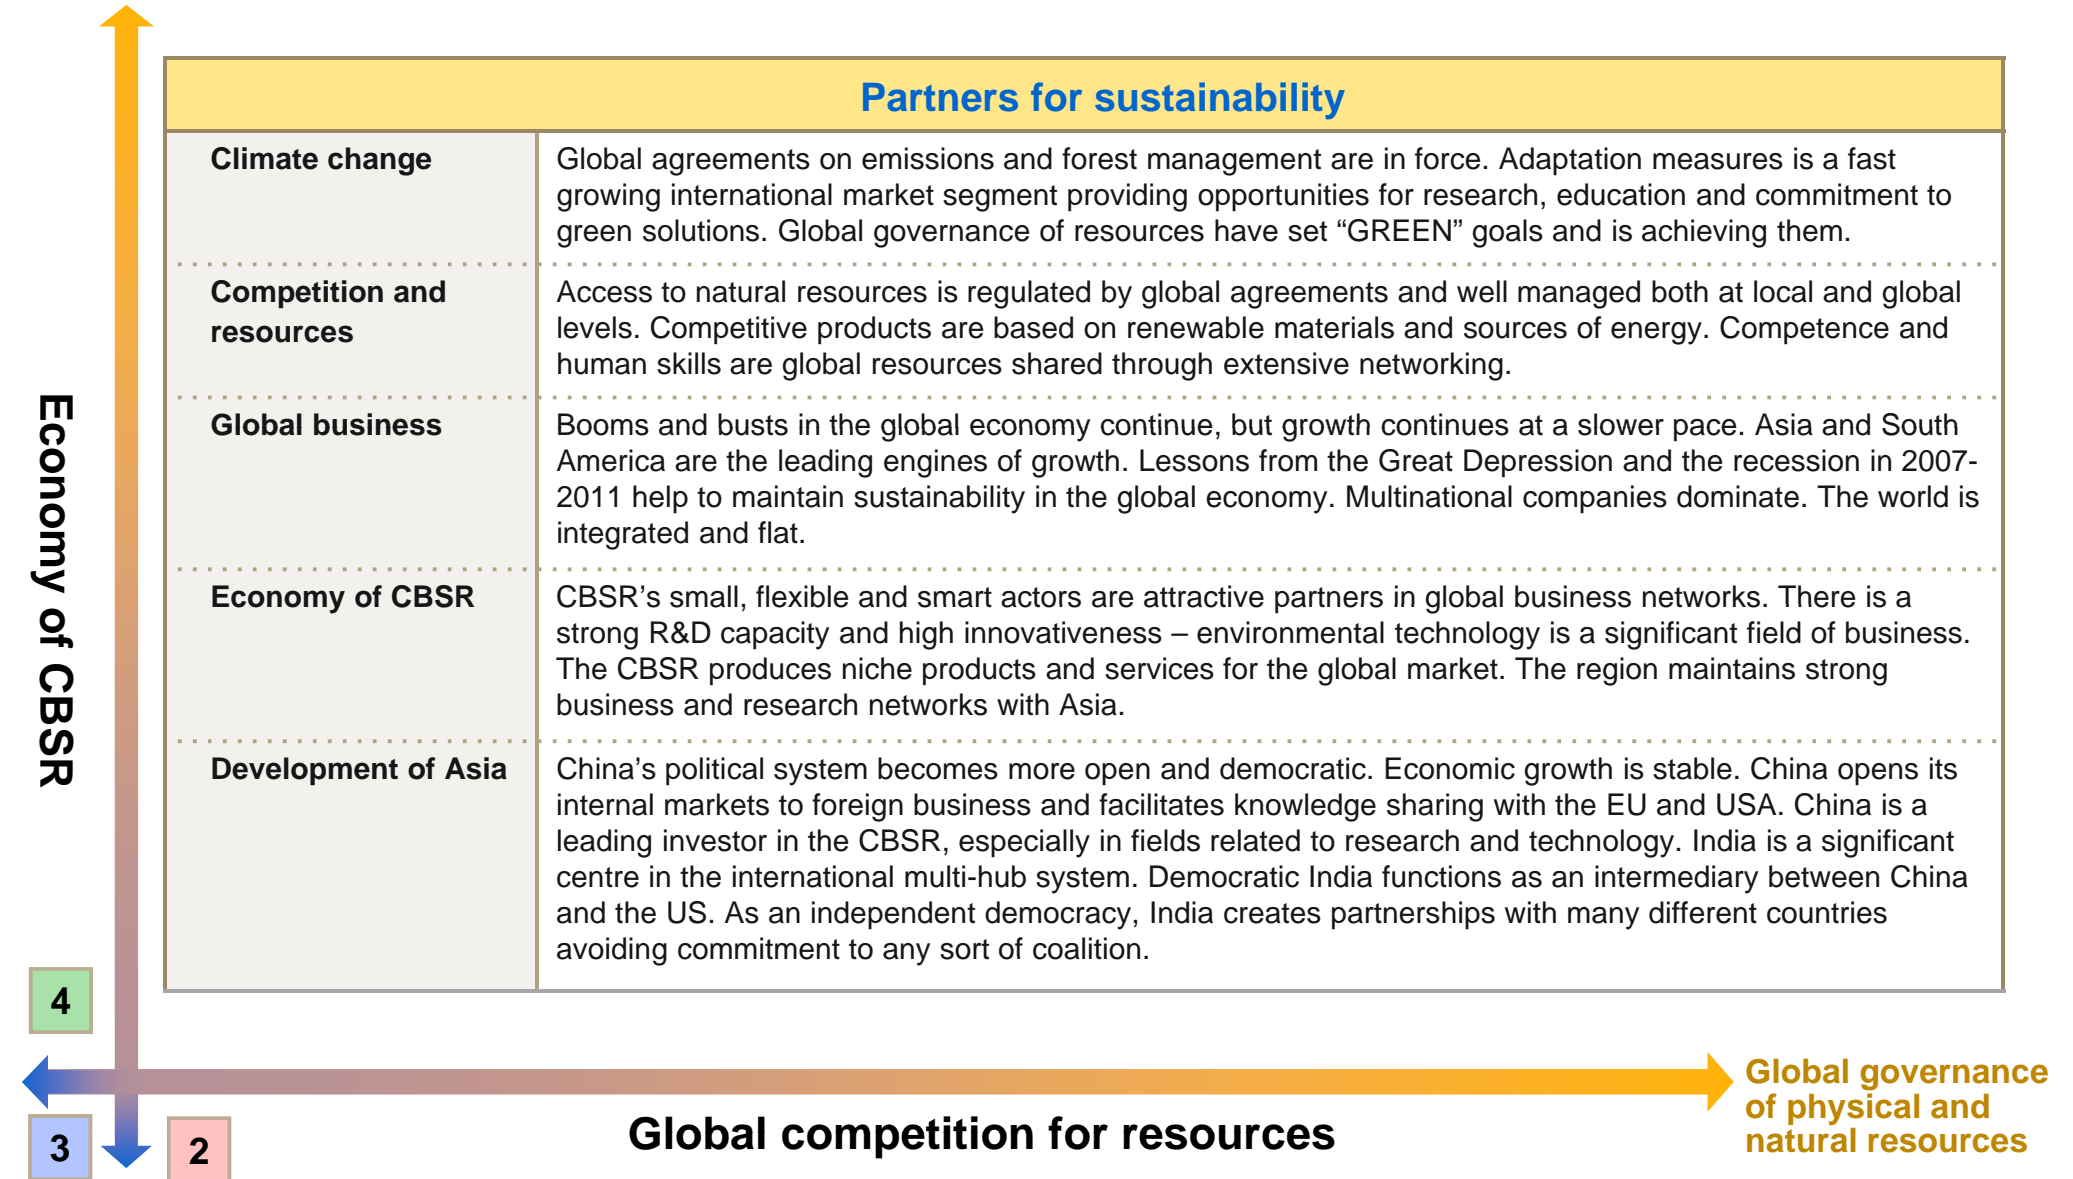 Partners for sustainability
Climate change
Global agreements on emissions and forest management are in force. Adaptation measures is a fast
growing international market segment providing opportunities for research, education and commitment to
green solutions. Global governance of resources have set “GREEN” goals and is achieving them.
Competition and
resources
Access to natural resources is regulated by global agreements and well managed both at local and global
levels. Competitive products are based on renewable materials and sources of energy. Competence and
human skills are global resources shared through extensive networking.
Global business
Booms and busts in the global economy continue, but growth continues at a slower pace. Asia and South
America are the leading engines of growth. Lessons from the Great Depression and the recession in 2007-
2011 help to maintain sustainability in the global economy. Multinational companies dominate. The world is
integrated and flat.
Economy of CBSR
CBSR’s small, flexible and smart actors are attractive partners in global business networks. There is a
strong R&D capacity and high innovativeness – environmental technology is a significant field of business.
The CBSR produces niche products and services for the global market. The region maintains strong
business and research networks with Asia.
Development of Asia
China’s political system becomes more open and democratic. Economic growth is stable. China opens its
internal markets to foreign business and facilitates knowledge sharing with the EU and USA. China is a
leading investor in the CBSR, especially in fields related to research and technology. India is a significant
centre in the international multi-hub system. Democratic India functions as an intermediary between China
and the US. As an independent democracy, India creates partnerships with many different countries
avoiding commitment to any sort of coalition.
Economy of CBSR
4
3
2
Global competition for resources
Global governance
of physical and
natural resources